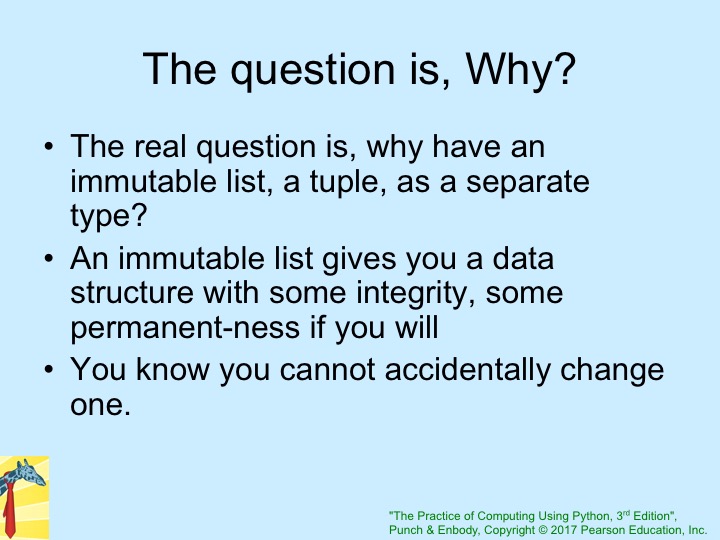 The question is, Why?
• The real question is, why have an
immutable list, a tuple, as a separate
type?
• An immutable list gives you a data
structure with some integrity, some
permanent-ness if you will
• You know you cannot accidentally change
one.
"The Practice of Computing Using Python, 3rd Edition",
Punch & Enbody, Copyright © 2017 Pearson Education, Inc.